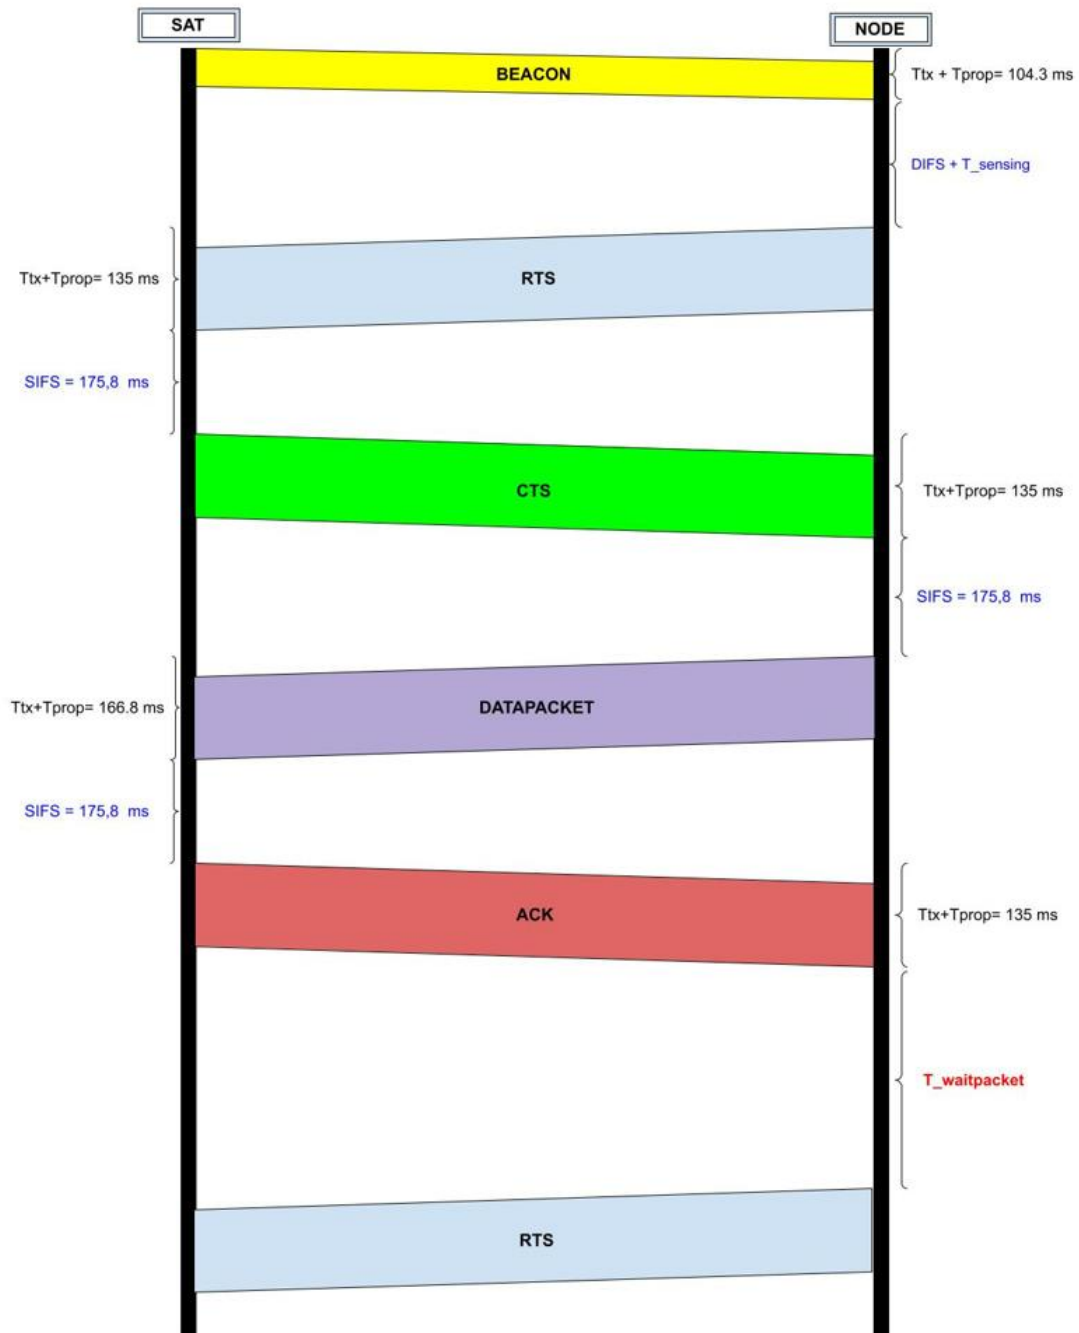 SAT
NODE
BEACON
Ttx + Tprop= 104.3 ms
DIFS + T_sensing
Ttx+Tprop= 135 ms
RTS
SIFS = 175,8  ms
CTS
Ttx+Tprop= 135 ms
SIFS = 175,8  ms
Ttx+Tprop= 166.8 ms
DATAPACKET
SIFS = 175,8  ms
ACK
Ttx+Tprop= 135 ms
T_waitpacket
RTS